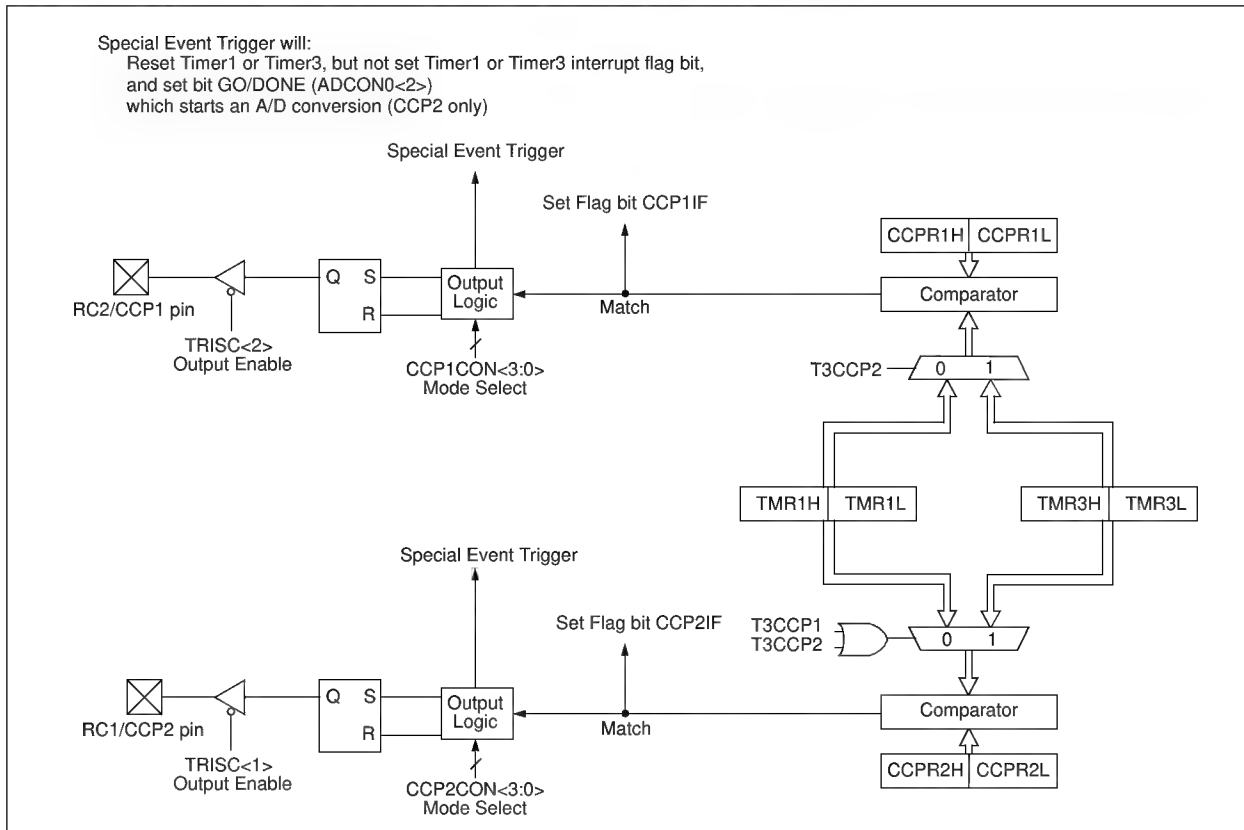 Special Event Trigger will:
Reset Timer1 or Timer3, but not set Timer1 or Timer3 interrupt flag bit,
and set bit GO/DONE (ADCON0<2>)
which starts an A/D conversion (CCP2 only)
Special Event Trigger
Set Flag bit CCP1IF
CCPR1H CCPR1L
Q S
R
Output
Logic
Comparator
RC2/CCP1 pin
Match
TRISC<2>
Output Enable
CCP1CON<3:0>
Mode Select
T3CCP2
0 1
TMR1H TMR1L
TMR3H TMR3L
Special Event Trigger
Set Flag bit CCP2IF
T3CCP1
T3CCP2
0 1
Q S
R
Output
Logic
Comparator
RC1/CCP2 pin
Match
TRISC<1>
Output Enable
CCP2CON<3:0>
Mode Select
CCPR2H CCPR2L